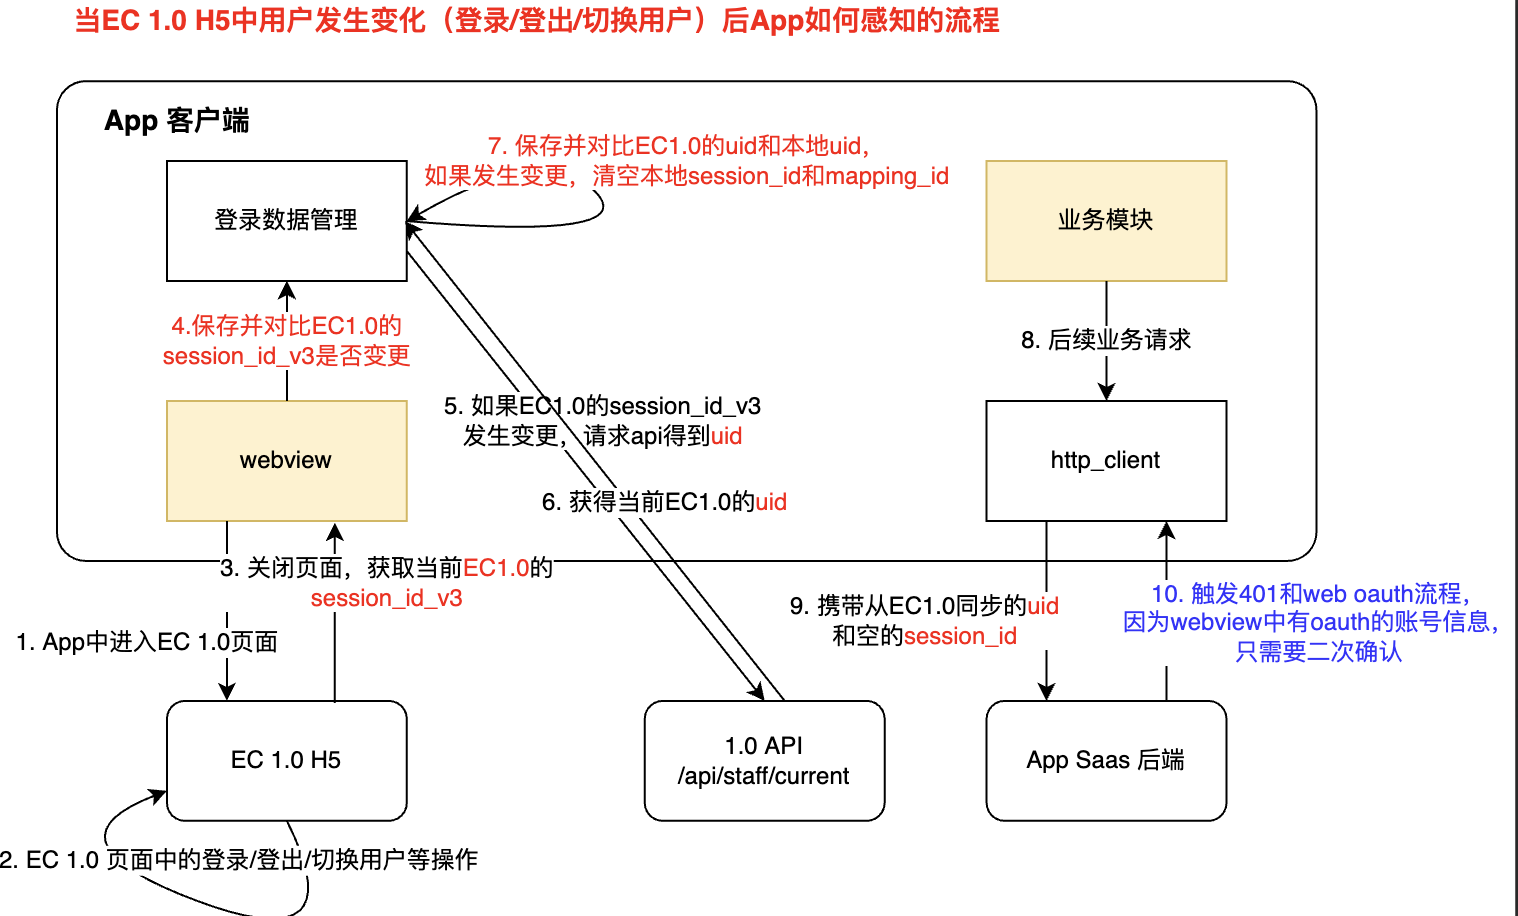 当EC 1.0 H5中用户发生变化（登录/登出/切换用户）后App如何感知的流程
App 客户端
7. 保存并对比EC1.0的uid和本地uid，
如果发生变更，清空本地session_id和mapping_id
登录数据管理
业务模块
4.保存并对比EC1.0的
session_id_v3是否变更
8. 后续业务请求
5. 如果EC1.0的session_id_v3
发生变更，请求api得到uid
webview
http_client
6. 获得当前EC1.0的uid
3. 关闭页面，获取当前EC1.0的
session_id_v3
9. 携带从EC1.0同步的uid
和空的session_id
10. 触发401和web oauth流程，
因为webview中有oauth的账号信息，
只需要二次确认
1. App中进入EC 1.0页面
EC 1.0 H5
1.0 API
/api/staff/current
App Saas 后端
2. EC 1.0 页面中的登录/登出/切换用户等操作